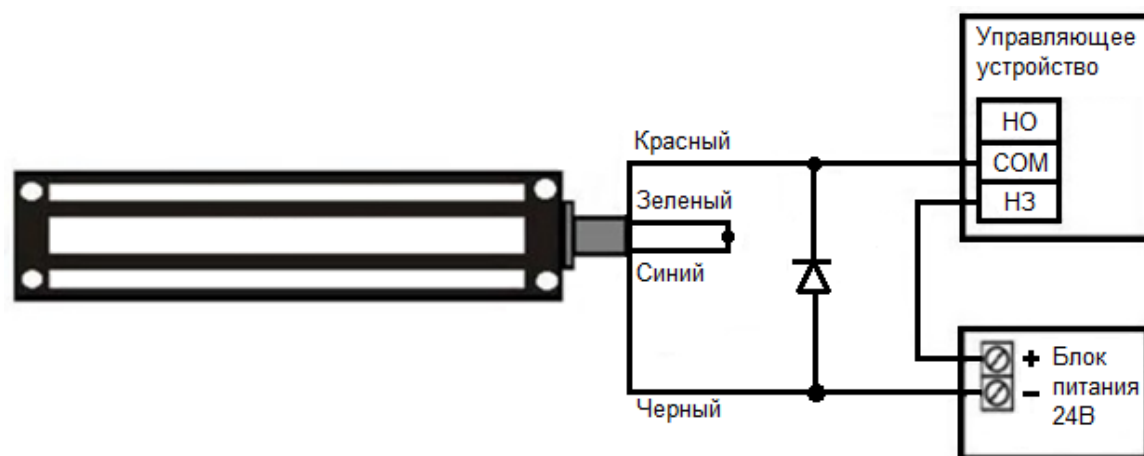 Управляющее
устройство
НО
COM
НЗ
Красный
Зеленый
Синий
Черный
+ Блок
– питания
24В